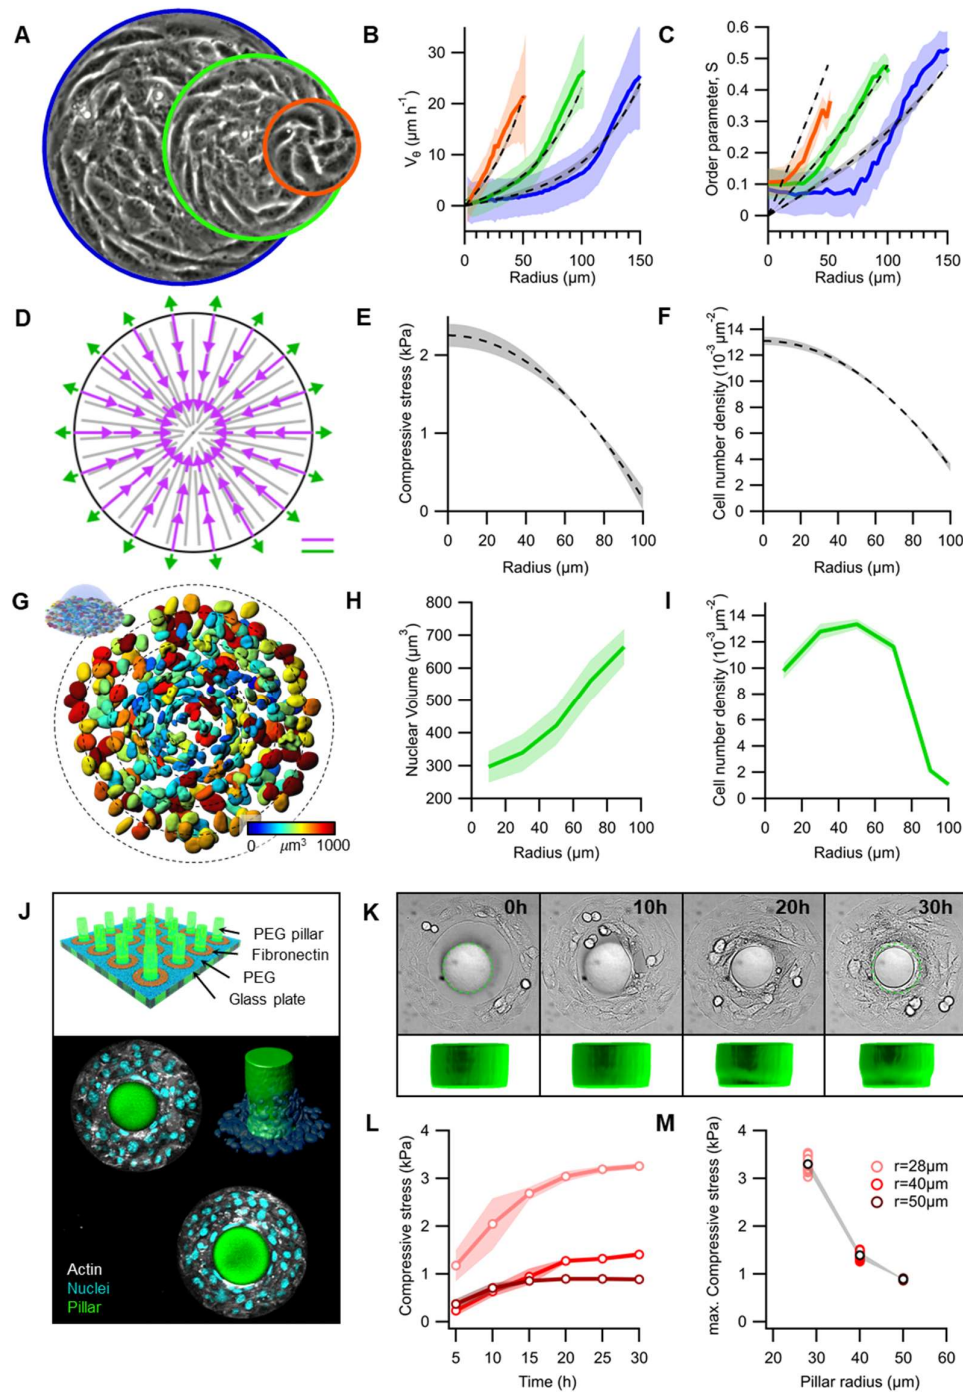 A
B
30
20
10
0
Vθ (µm h⁻¹)
0
50
100
150
Radius (µm)
C
0.6
0.5
0.4
0.3
0.2
0.1
0
Order parameter, S
0
50
100
150
Radius (µm)
D
E
2
1
0
Compressive stress (kPa)
0
20
40
60
80
100
Radius (µm)
F
14
12
10
8
6
4
2
0
Cell number density (10⁻³ µm⁻²)
0
20
40
60
80
100
Radius (µm)
G
0
µm³
1000
H
800
700
600
500
400
300
200
Nuclear Volume (µm³)
0
20
40
60
80
100
Radius (µm)
I
14
12
10
8
6
4
2
0
Cell number density (10⁻³ µm⁻²)
0
20
40
60
80
100
Radius (µm)
J
PEG pillar
Fibronectin
PEG
Glass plate
Actin
Nuclei
Pillar
K
0h
10h
20h
30h
L
4
3
2
1
0
Compressive stress (kPa)
5
10
15
20
25
30
Time (h)
M
4
3
2
1
0
max. Compressive stress (kPa)
r=28µm
r=40µm
r=50µm
20
30
40
50
60
Pillar radius (µm)